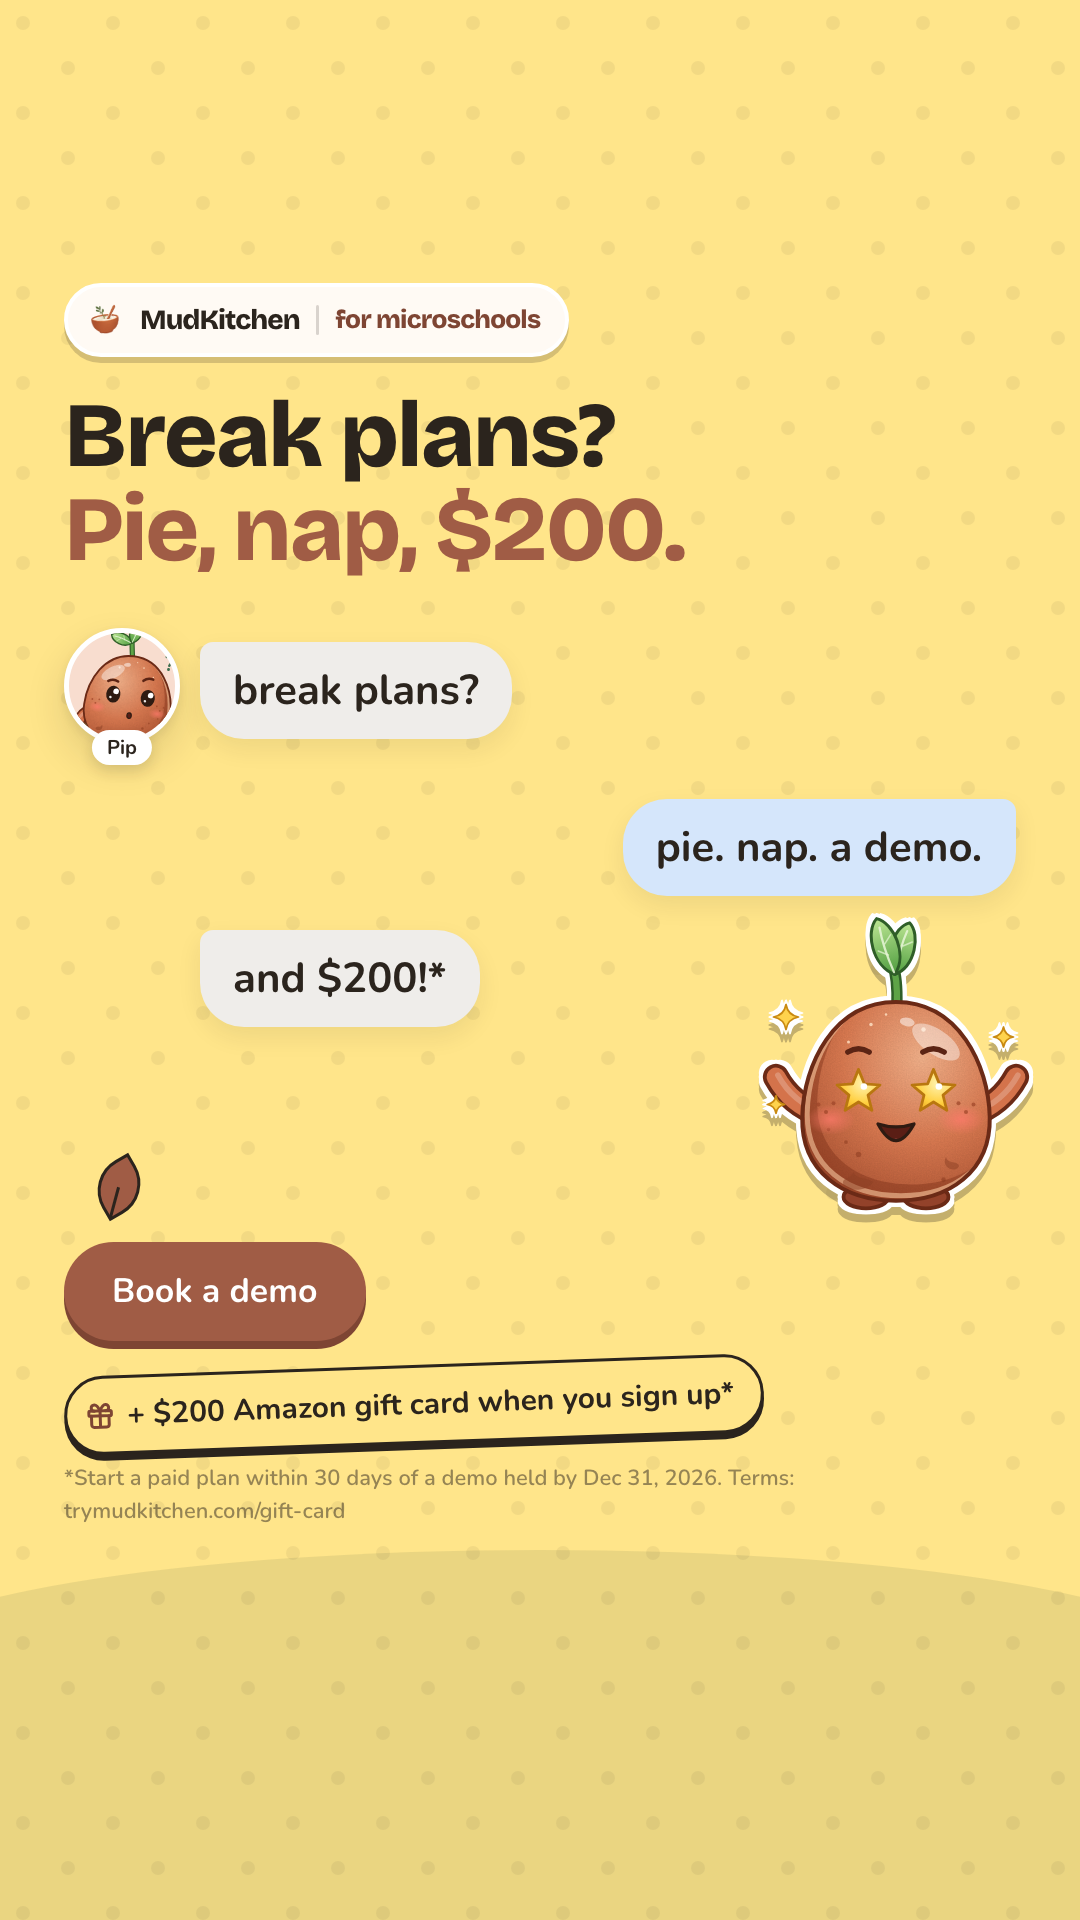 MudKitchen | for microschools
Break plans?
Pie, nap, $200.
break plans?
Pip
pie. nap. a demo.
and $200!*
Book a demo
+ $200 Amazon gift card when you sign up*
*Start a paid plan within 30 days of a demo held by Dec 31, 2026. Terms:
trymudkitchen.com/gift-card